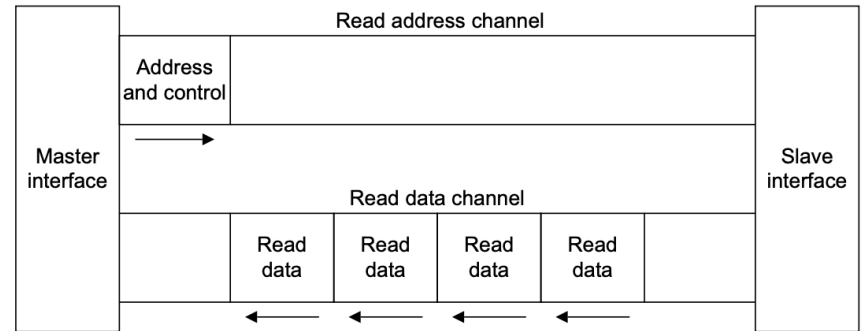 Read address channel
Address
and control
Master
interface
Slave
interface
Read data channel
Read
data
Read
data
Read
data
Read
data